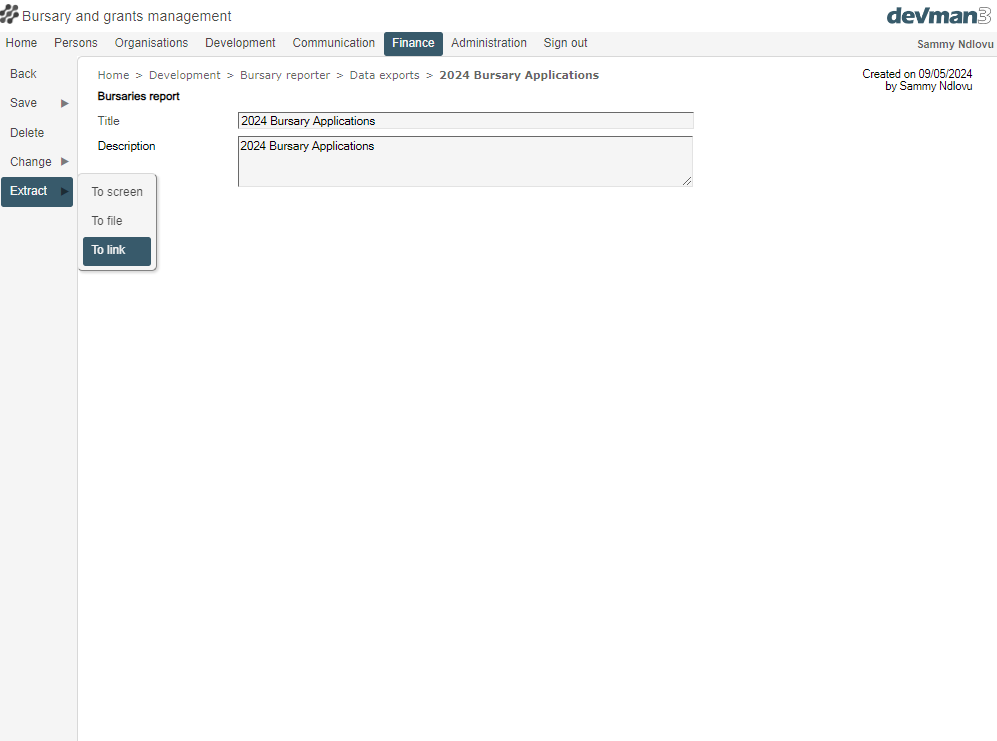 Bursary and grants management
devman3
Home Persons Organisations Development Communication Finance Administration Sign out
Sammy Ndlovu
Back
Save
Delete
Change
Extract
To screen
To file
To link
Home > Development > Bursary reporter > Data exports > 2024 Bursary Applications
Created on 09/05/2024
by Sammy Ndlovu
Bursaries report
Title 2024 Bursary Applications
Description 2024 Bursary Applications